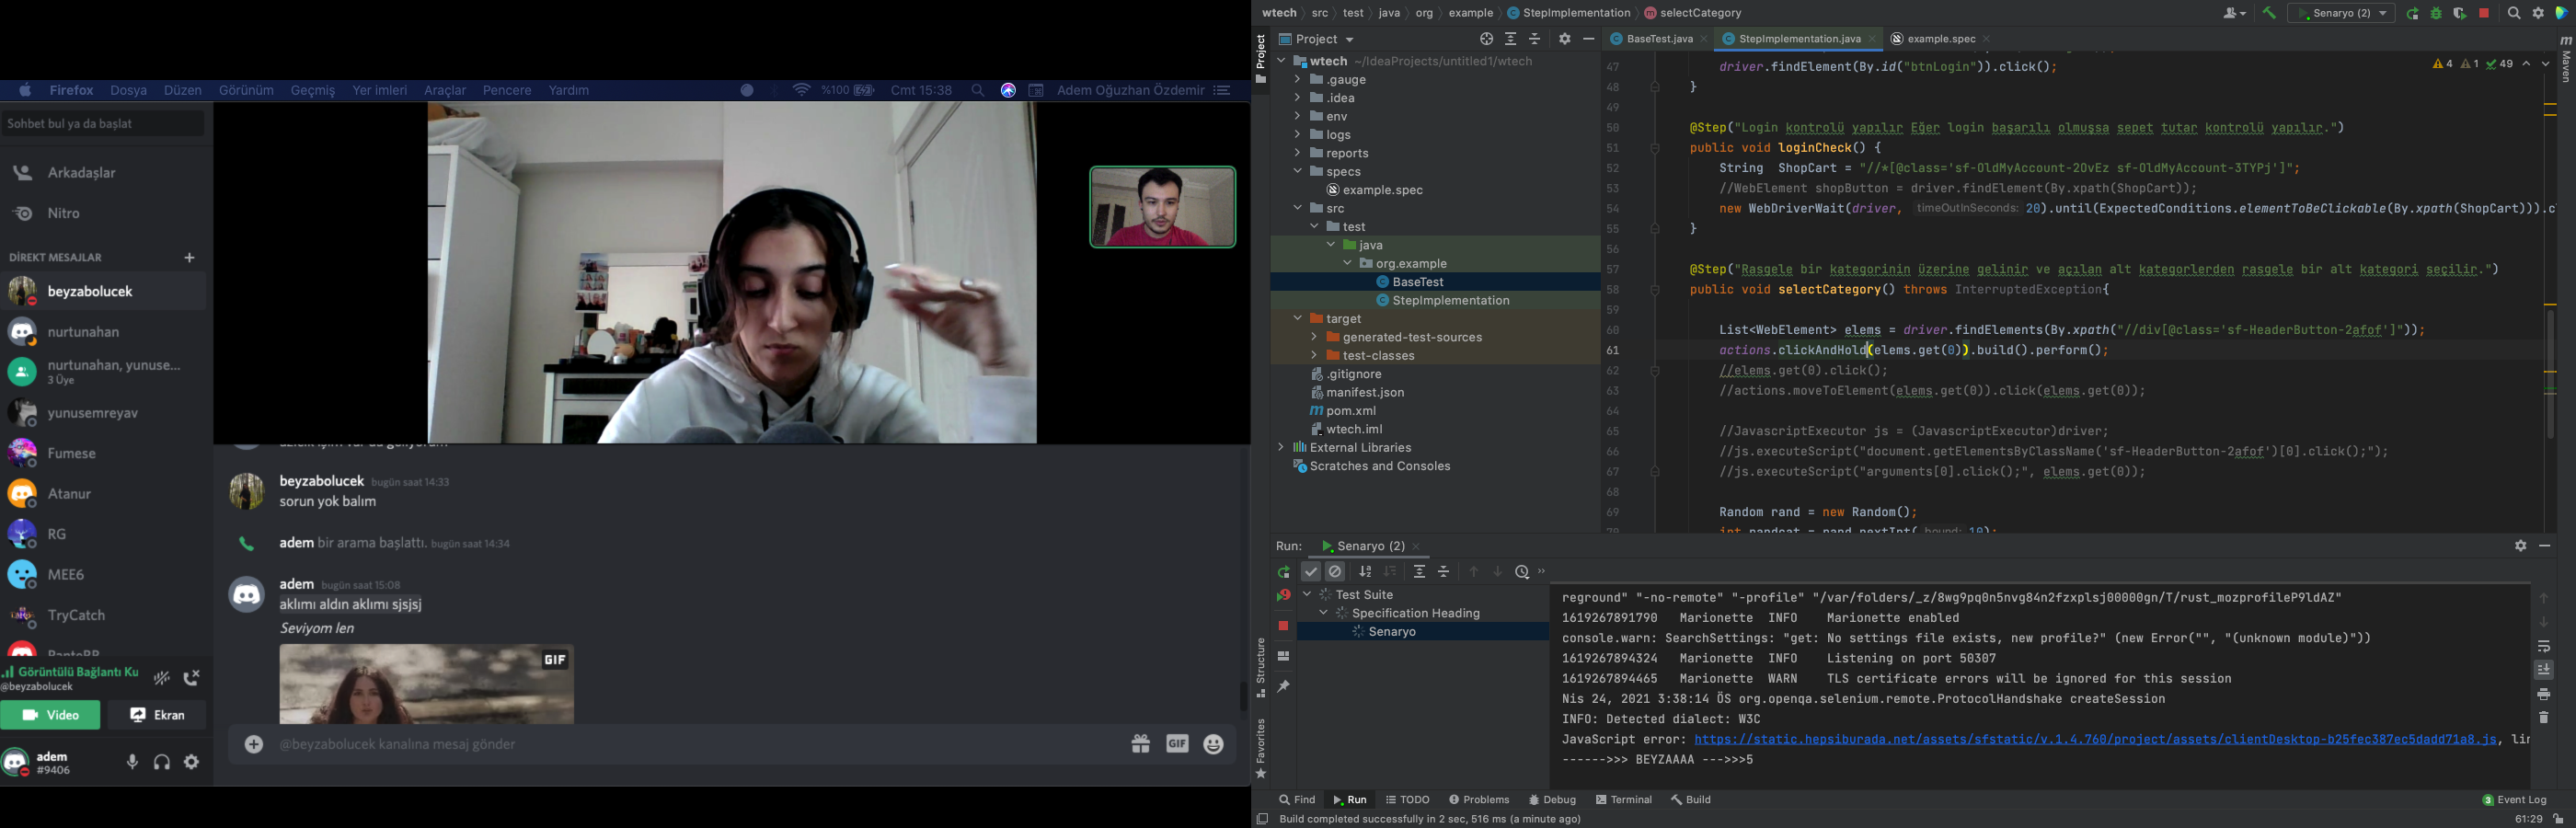 Firefox Dosya Düzen Görünüm Geçmiş Yer imleri Araçlar Pencere Yardım %100 Cmt 15:38 Adem Oğuzhan Özdemir
Sohbet bul ya da başlat
Arkadaşlar
Nitro
DİREKT MESAJLAR +
beyzabolucek
nurtunahan
nurtunahan, yunuse...
3 Üye
yunusemreyav
Fumese
Atanur
RG
MEE6
TryCatch
Görüntülü Bağlantı Ku
@beyzabolucek
Video Ekran
adem
#9406
beyzabolucek bugün saat 14:33
sorun yok balım
adem bir arama başlattı. bugün saat 14:34
adem bugün saat 15:08
aklımı aldın aklımı sjsjsj
Seviyom len
GIF
@beyzabolucek kanalına mesaj gönder
GIF
wtech src test java org example StepImplementation selectCategory
Senaryo (2)
Project
Project
wtech ~/IdeaProjects/untitled1/wtech
.gauge
.idea
env
logs
reports
specs
example.spec
src
test
java
org.example
BaseTest
StepImplementation
target
generated-test-sources
test-classes
.gitignore
manifest.json
pom.xml
wtech.iml
External Libraries
Scratches and Consoles
BaseTest.java StepImplementation.java example.spec
Maven
4 1 49
47 driver.findElement(By.id("btnLogin")).click();
48 }
49
50 @Step("Login kontrolü yapılır Eğer login başarılı olmuşsa sepet tutar kontrolü yapılır.")
51 public void loginCheck() {
52 String ShopCart = "//*[@class='sf-OldMyAccount-2OvEz sf-OldMyAccount-3TYPj']";
53 //WebElement shopButton = driver.findElement(By.xpath(ShopCart));
54 new WebDriverWait(driver, timeOutInSeconds: 20).until(ExpectedConditions.elementToBeClickable(By.xpath(ShopCart))).c
55 }
56
57 @Step("Rasgele bir kategorinin üzerine gelinir ve açılan alt kategorlerden rasgele bir alt kategori seçilir.")
58 public void selectCategory() throws InterruptedException{
59
60 List<WebElement> elems = driver.findElements(By.xpath("//div[@class='sf-HeaderButton-2afof']"));
61 actions.clickAndHold(elems.get(0)).build().perform();
62 //elems.get(0).click();
63 //actions.moveToElement(elems.get(0)).click(elems.get(0));
64
65 //JavascriptExecutor js = (JavascriptExecutor)driver;
66 //js.executeScript("document.getElementsByClassName('sf-HeaderButton-2afof')[0].click();");
67 //js.executeScript("arguments[0].click();", elems.get(0));
68
69 Random rand = new Random();
Run: Senaryo (2)
Test Suite
Specification Heading
Senaryo
reground" "-no-remote" "-profile" "/var/folders/_z/8wg9pq0n5nvg84n2fzxplsj00000gn/T/rust_mozprofileP9ldAZ"
1619267891790 Marionette INFO Marionette enabled
console.warn: SearchSettings: "get: No settings file exists, new profile?" (new Error("", "(unknown module)"))
1619267894324 Marionette INFO Listening on port 50307
1619267894465 Marionette WARN TLS certificate errors will be ignored for this session
Nis 24, 2021 3:38:14 ÖS org.openqa.selenium.remote.ProtocolHandshake createSession
INFO: Detected dialect: W3C
JavaScript error: https://static.hepsiburada.net/assets/sfstatic/v.1.4.760/project/assets/clientDesktop-b25fec387ec5dadd71a8.js, lin
------>>> BEYZAAAA --->>>5
Structure
Favorites
Find Run TODO Problems Debug Terminal Build 3 Event Log
Build completed successfully in 2 sec, 516 ms (a minute ago) 61:29